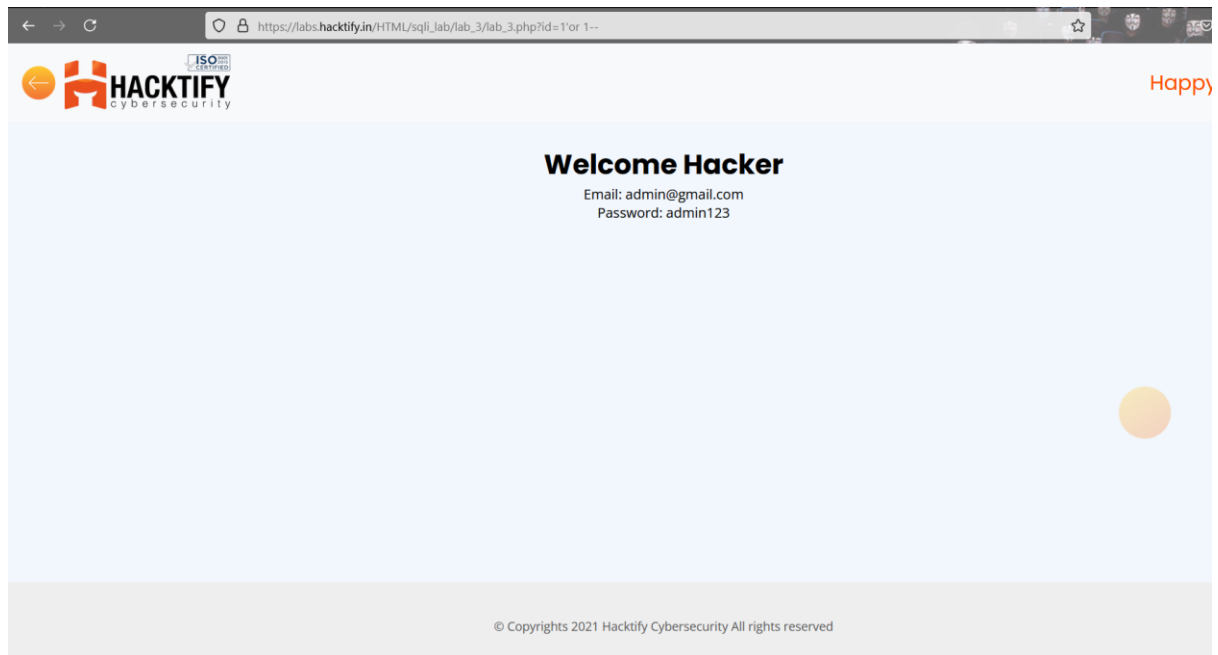 https://labs.hacktify.in/HTML/sqli_lab/lab_3/lab_3.php?id=1'or 1--
ISO
CERTIFIED
HACKTIFY
cybersecurity
Happy
Welcome Hacker
Email: admin@gmail.com
Password: admin123
© Copyrights 2021 Hacktify Cybersecurity All rights reserved